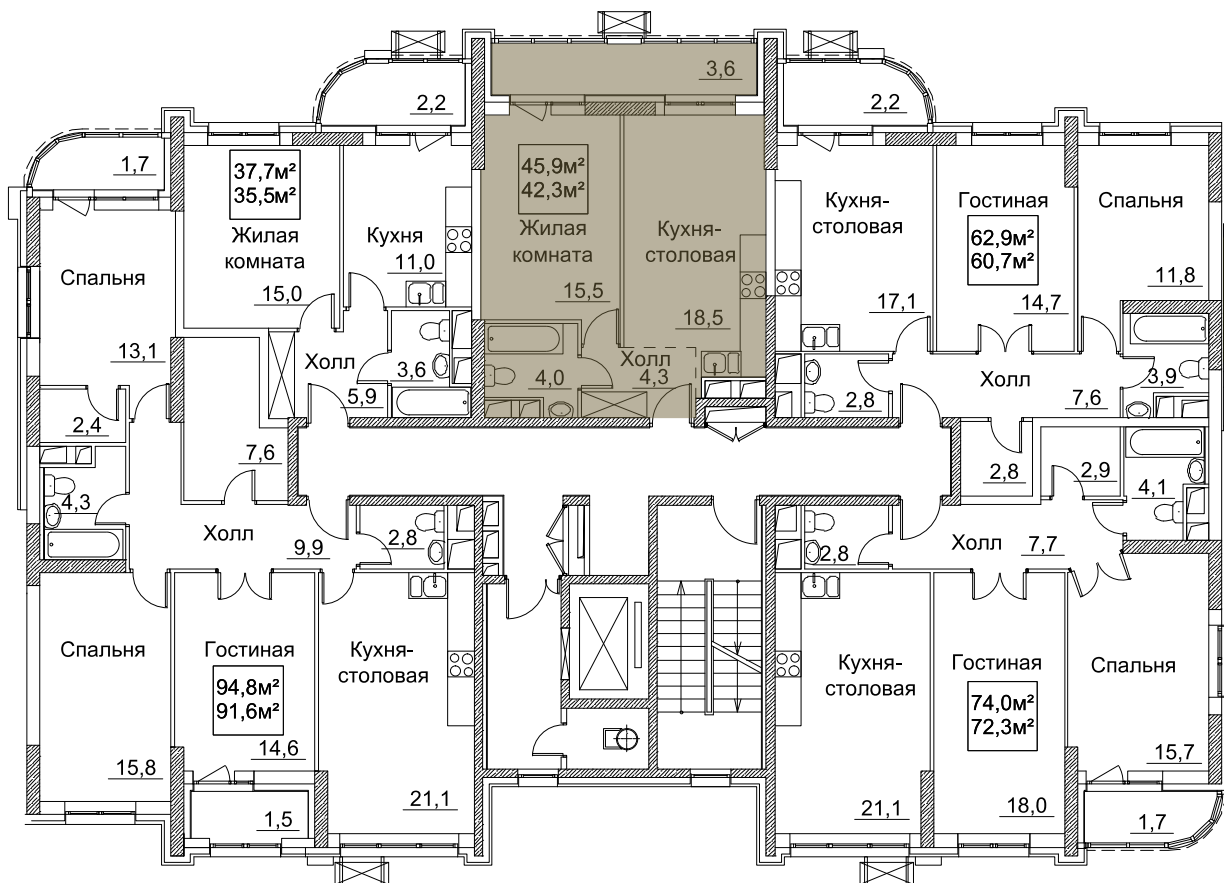 3,6
2,2
2,2
1,7
37,7м²
35,5м²
Жилая
комната
15,0
Кухня
11,0
45,9м²
42,3м²
Жилая
комната
15,5
Кухня-
столовая
18,5
Кухня-
столовая
17,1
Гостиная
62,9м²
60,7м²
14,7
Спальня
11,8
Спальня
13,1
Холл
5,9
3,6
4,0
Холл
4,3
2,8
Холл
7,6
3,9
2,4
7,6
4,3
2,8
2,9
4,1
Холл
9,9
2,8
2,8
Холл
7,7
Спальня
15,8
Гостиная
94,8м²
91,6м²
14,6
Кухня-
столовая
21,1
1,5
Кухня-
столовая
21,1
Гостиная
74,0м²
72,3м²
18,0
Спальня
15,7
1,7